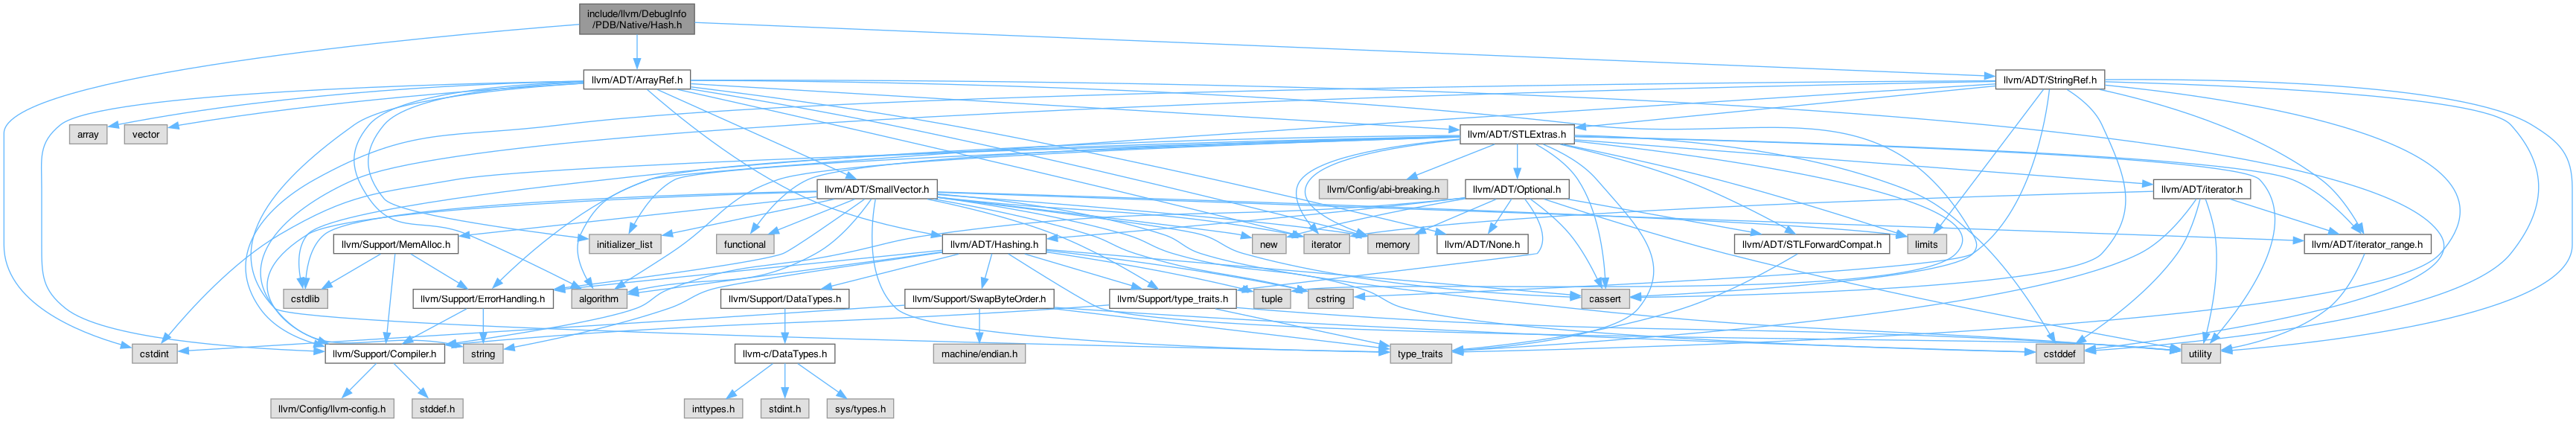 include/llvm/DebugInfo
/PDB/Native/Hash.h
llvm/ADT/ArrayRef.h
llvm/ADT/StringRef.h
array
vector
llvm/ADT/STLExtras.h
llvm/ADT/SmallVector.h
llvm/Config/abi-breaking.h
llvm/ADT/Optional.h
llvm/ADT/iterator.h
llvm/Support/MemAlloc.h
initializer_list
functional
llvm/ADT/Hashing.h
new
iterator
memory
llvm/ADT/None.h
llvm/ADT/STLForwardCompat.h
limits
llvm/ADT/iterator_range.h
cstdlib
llvm/Support/ErrorHandling.h
algorithm
llvm/Support/DataTypes.h
llvm/Support/SwapByteOrder.h
llvm/Support/type_traits.h
tuple
cstring
cassert
cstdint
llvm/Support/Compiler.h
string
llvm-c/DataTypes.h
machine/endian.h
type_traits
cstddef
utility
llvm/Config/llvm-config.h
stddef.h
inttypes.h
stdint.h
sys/types.h